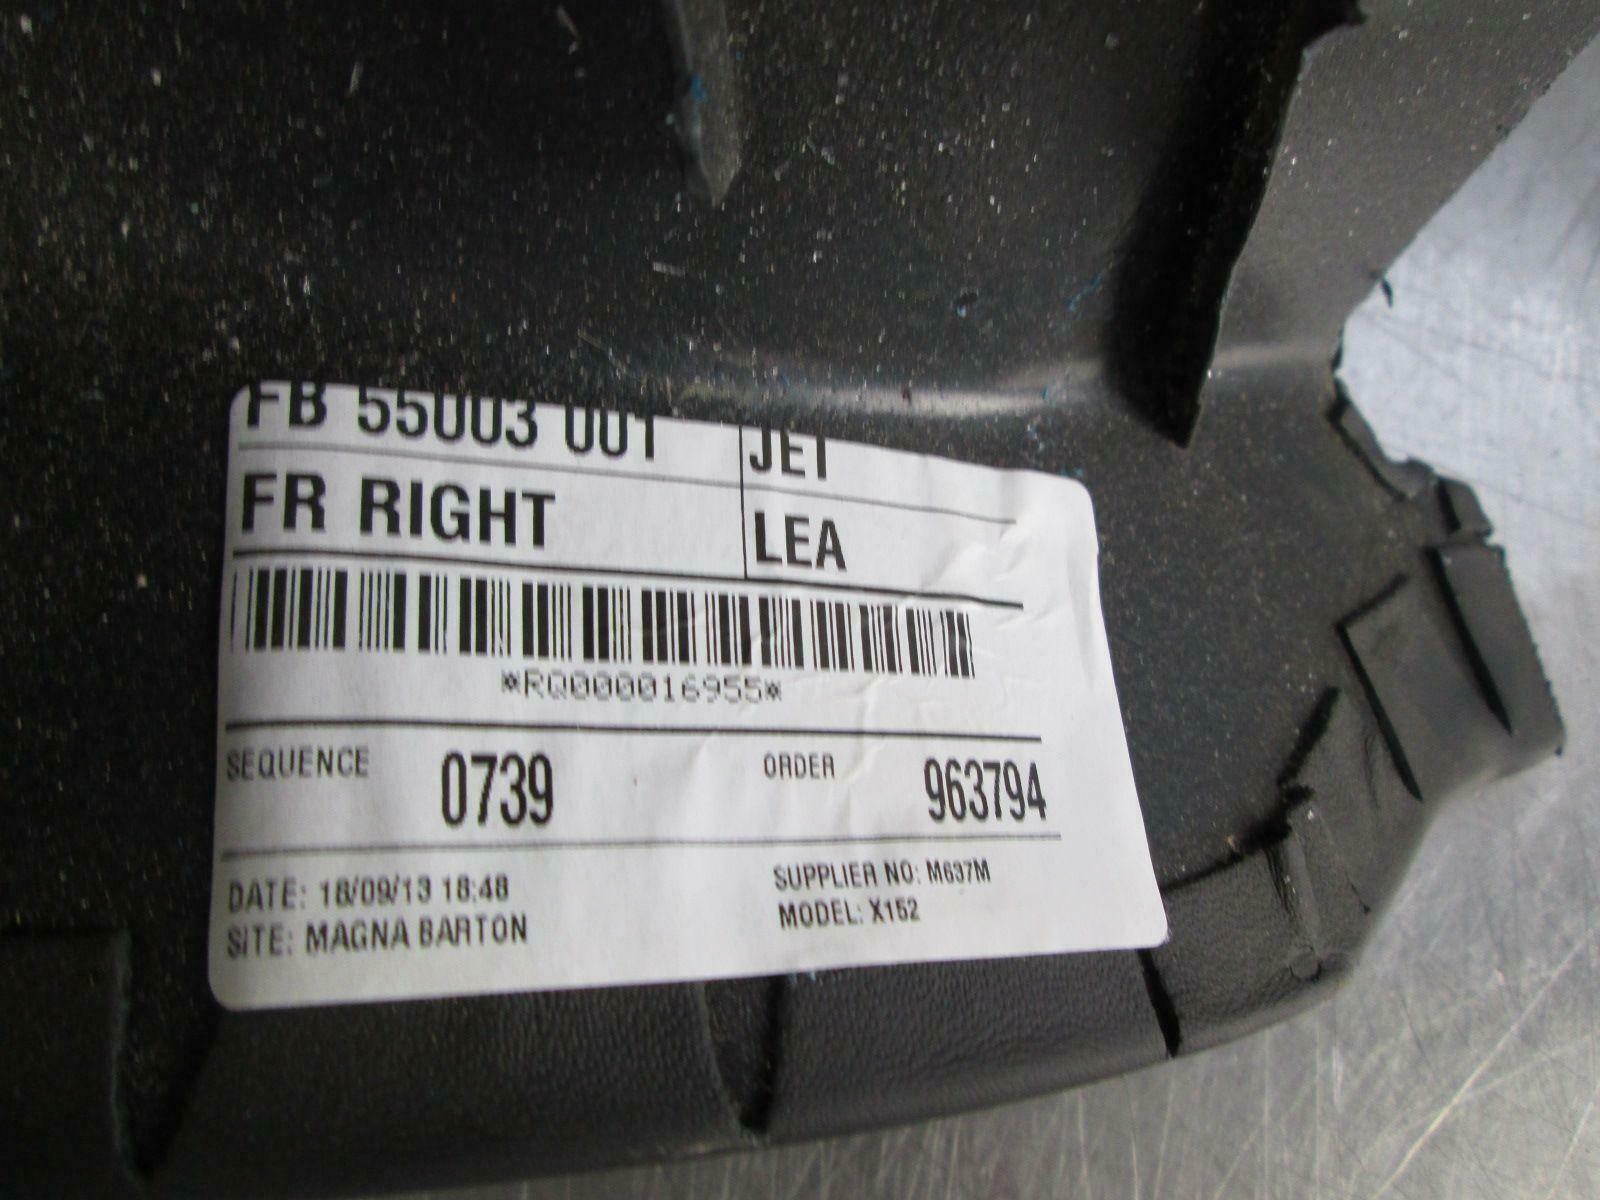 FB 55003 001 JET
FR RIGHT LEA
*RQ000016955*
SEQUENCE 0739 ORDER 963794
DATE: 18/09/13 18:48 SUPPLIER NO: M637M
SITE: MAGNA BARTON MODEL: X152